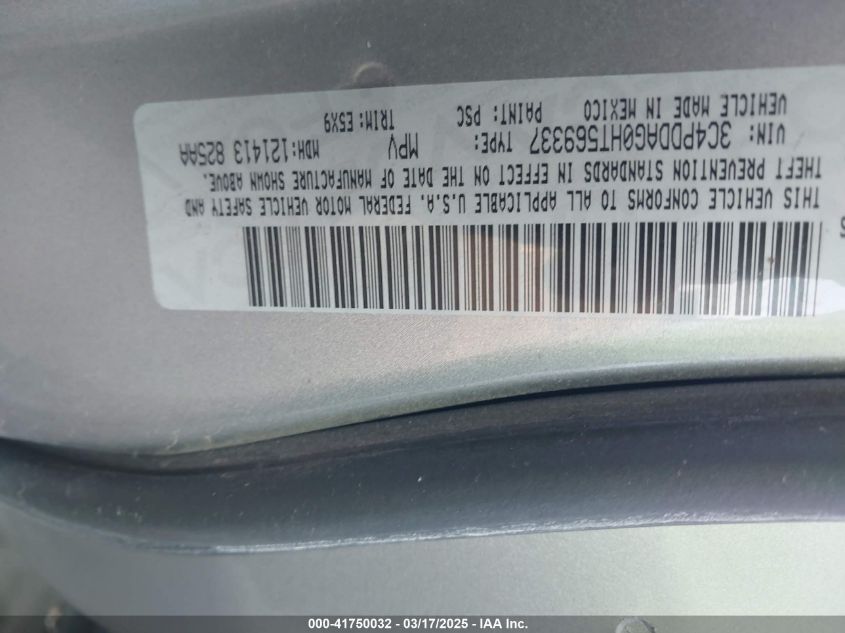 THIS VEHICLE CONFORMS TO ALL APPLICABLE U.S.A. FEDERAL MOTOR VEHICLE SAFETY AND
THEFT PREVENTION STANDARDS IN EFFECT ON THE DATE OF MANUFACTURE SHOWN ABOVE.
VIN: 3C4PDDAG0HT569337 TYPE: MPV MDH:121413 825AA
VEHICLE MADE IN MEXICO PAINT: PSC TRIM: E5X9
000-41750032 - 03/17/2025 - IAA Inc.